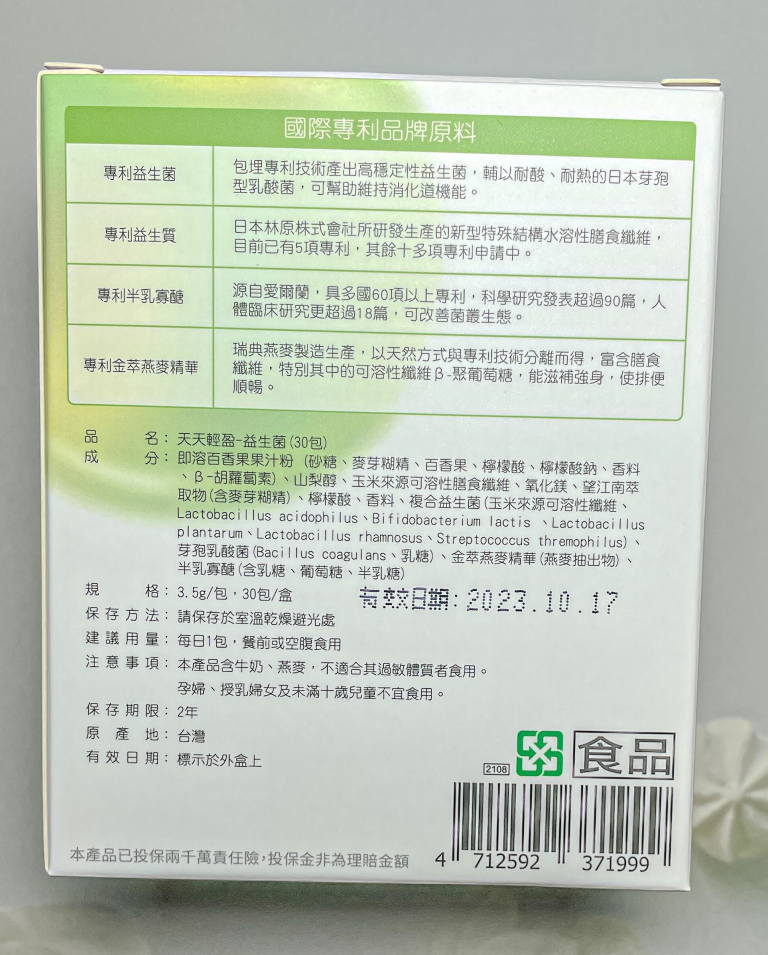 國際專利品牌原料
專利益生菌
包埋專利技術產出高穩定性益生菌，輔以耐酸、耐熱的日本芽孢
型乳酸菌，可幫助維持消化道機能。
專利益生質
日本林原株式會社所研發生產的新型特殊結構水溶性膳食纖維，
目前已有5項專利，其餘十多項專利申請中。
專利半乳寡醣
源自愛爾蘭，具多國60項以上專利，科學研究發表超過90篇，人
體臨床研究更超過18篇，可改善菌叢生態。
專利金萃燕麥精華
瑞典燕麥製造生產，以天然方式與專利技術分離而得，富含膳食
纖維，特別其中的可溶性纖維β-聚葡萄糖，能滋補強身，使排便
順暢。
品名：天天輕盈-益生菌(30包)
成分：即溶百香果果汁粉（砂糖、麥芽糊精、百香果、檸檬酸、檸檬酸鈉、香料
、β-胡蘿蔔素）、山梨醇、玉米來源可溶性膳食纖維、氧化鎂、望江南萃
取物(含麥芽糊精)、檸檬酸、香料、複合益生菌(玉米來源可溶性纖維、
Lactobacillus acidophilus、Bifidobacterium lactis 、Lactobacillus
plantarum、Lactobacillus rhamnosus、Streptococcus thremophilus)、
芽孢乳酸菌(Bacillus coagulans、乳糖)、金萃燕麥精華(燕麥抽出物)、
半乳寡醣(含乳糖、葡萄糖、半乳糖)
規格：3.5g/包，30包/盒
有效日期:2023.10.17
保存方法：請保存於室溫乾燥避光處
建議用量：每日1包，餐前或空腹食用
注意事項：本產品含牛奶、燕麥，不適合其過敏體質者食用。
孕婦、授乳婦女及未滿十歲兒童不宜食用。
保存期限：2年
原產地：台灣
有效日期：標示於外盒上
2108
食品
本產品已投保兩千萬責任險，投保金非為理賠金額
4 712592 371999